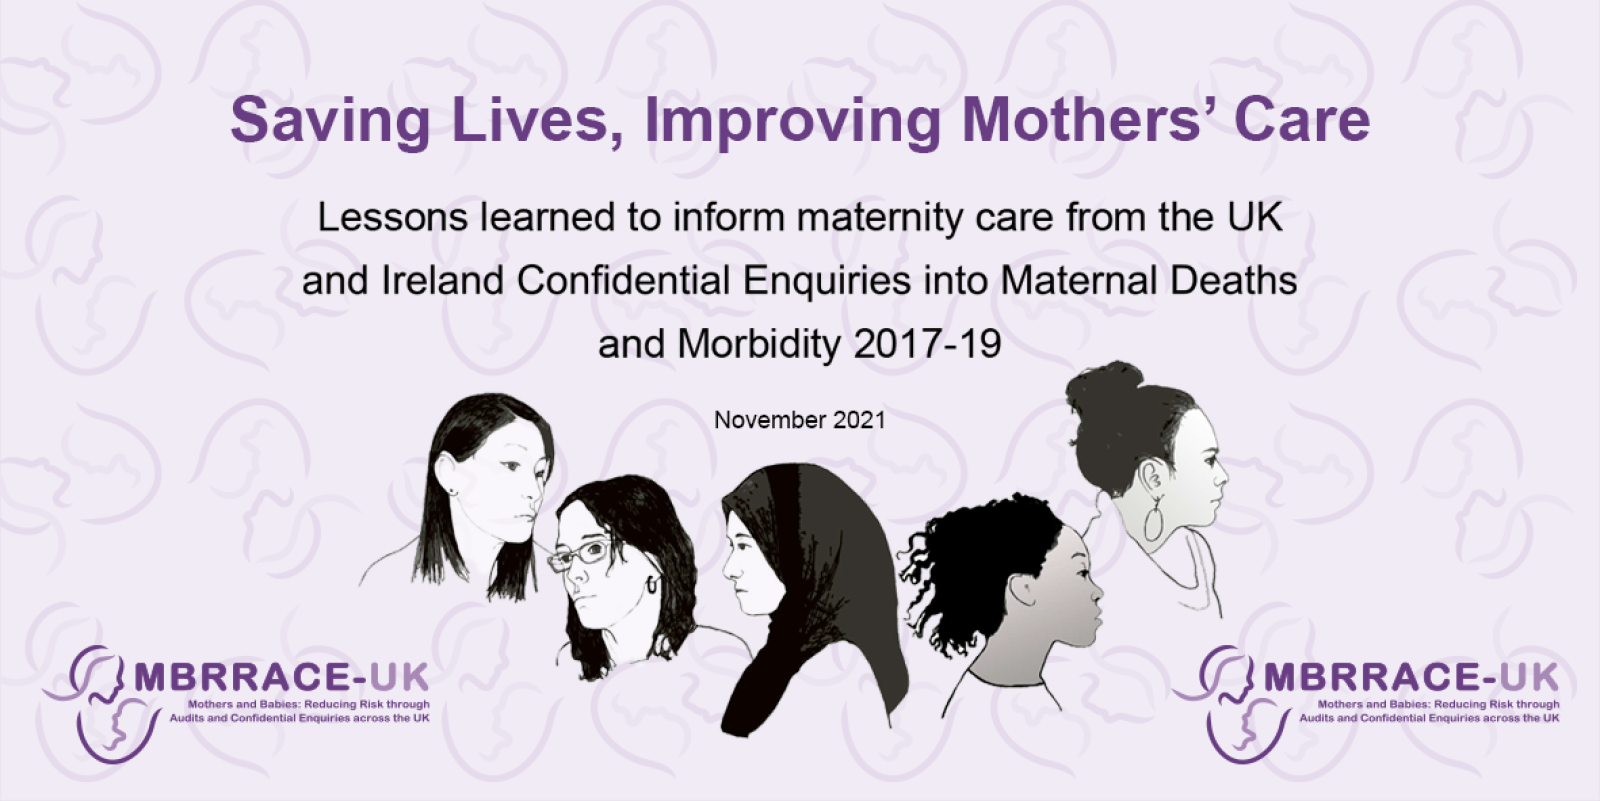 Saving Lives, Improving Mothers’ Care
Lessons learned to inform maternity care from the UK
and Ireland Confidential Enquiries into Maternal Deaths
and Morbidity 2017-19
November 2021
MBRRACE-UK
Mothers and Babies: Reducing Risk through
Audits and Confidential Enquiries across the UK
MBRRACE-UK
Mothers and Babies: Reducing Risk through
Audits and Confidential Enquiries across the UK